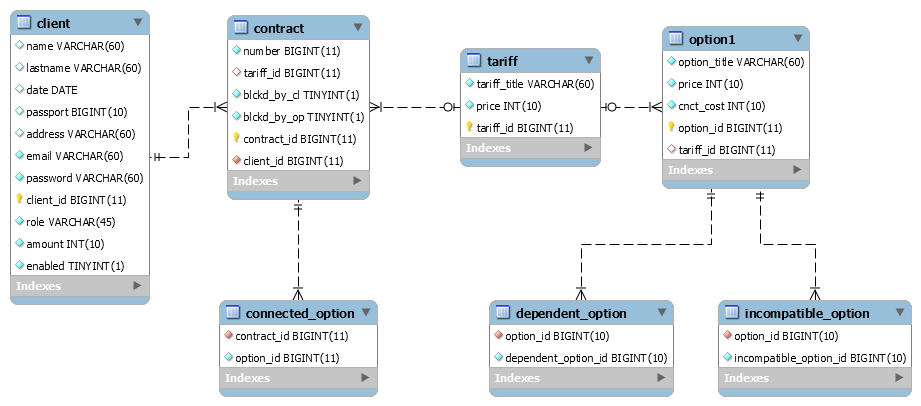 client
name VARCHAR(60)
lastname VARCHAR(60)
date DATE
passport BIGINT(10)
address VARCHAR(60)
email VARCHAR(60)
password VARCHAR(60)
client_id BIGINT(11)
role VARCHAR(45)
amount INT(10)
enabled TINYINT(1)
Indexes
contract
number BIGINT(11)
tariff_id BIGINT(11)
blckd_by_cl TINYINT(1)
blckd_by_op TINYINT(1)
contract_id BIGINT(11)
client_id BIGINT(11)
Indexes
tariff
tariff_title VARCHAR(60)
price INT(10)
tariff_id BIGINT(11)
Indexes
option1
option_title VARCHAR(60)
price INT(10)
cnct_cost INT(10)
option_id BIGINT(11)
tariff_id BIGINT(11)
Indexes
connected_option
contract_id BIGINT(11)
option_id BIGINT(11)
Indexes
dependent_option
option_id BIGINT(10)
dependent_option_id BIGINT(10)
Indexes
incompatible_option
option_id BIGINT(10)
incompatible_option_id BIGINT(10)
Indexes